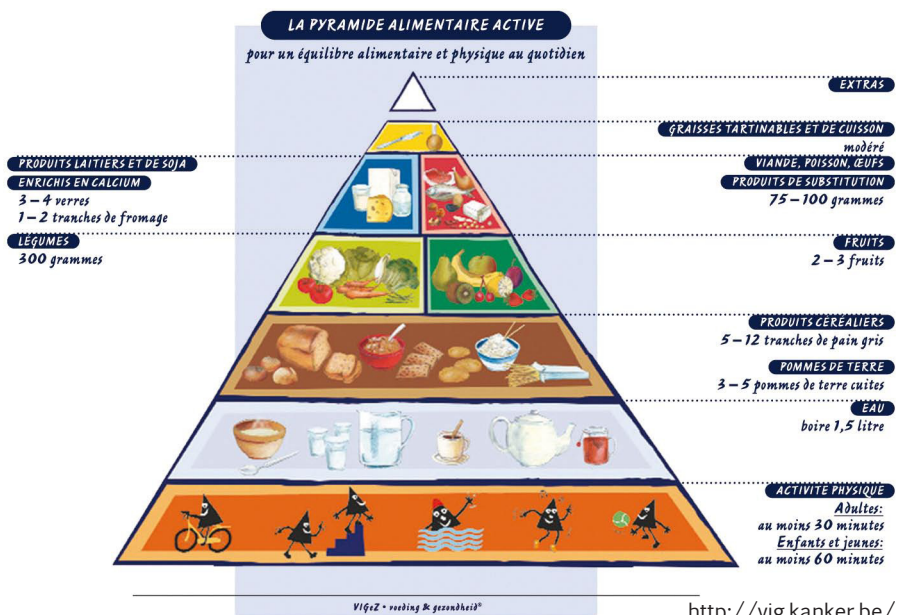 LA PYRAMIDE ALIMENTAIRE ACTIVE
pour un équilibre alimentaire et physique au quotidien
EXTRAS
GRAISSES TARTINABLES ET DE CUISSON
modéré
PRODUITS LAITIERS ET DE SOJA
ENRICHIS EN CALCIUM
3 – 4 verres
1 – 2 tranches de fromage
VIANDE, POISSON, ŒUFS
PRODUITS DE SUBSTITUTION
75 – 100 grammes
LÉGUMES
300 grammes
FRUITS
2 – 3 fruits
PRODUITS CÉRÉALIERS
5 – 12 tranches de pain gris
POMMES DE TERRE
3 – 5 pommes de terre cuites
EAU
boire 1,5 litre
ACTIVITÉ PHYSIQUE
Adultes:
au moins 30 minutes
Enfants et jeunes:
au moins 60 minutes
VIGeZ • voeding & gezondheid®
http://vig.kanker.be/